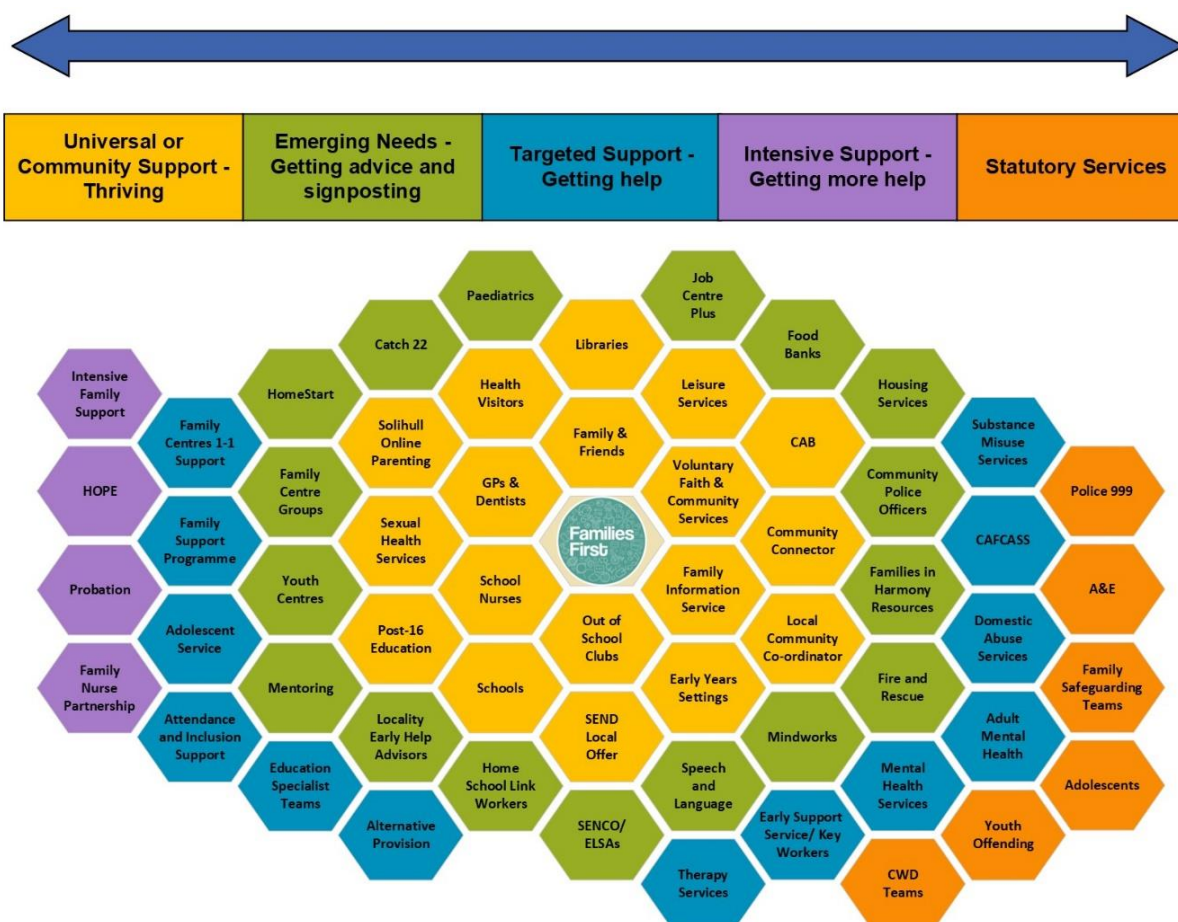 Universal or
Community Support -
Thriving
Emerging Needs -
Getting advice and
signposting
Targeted Support -
Getting help
Intensive Support -
Getting more help
Statutory Services
Intensive
Family
Support
HOPE
Probation
Family
Nurse
Partnership
Family
Centres 1-1
Support
Family
Support
Programme
Adolescent
Service
Attendance
and Inclusion
Support
HomeStart
Family
Centre
Groups
Youth
Centres
Mentoring
Education
Specialist
Teams
Catch 22
Solihull
Online
Parenting
Sexual
Health
Services
Post-16
Education
Locality
Early Help
Advisors
Alternative
Provision
Paediatrics
Health
Visitors
GPs &
Dentists
School
Nurses
Schools
Home
School Link
Workers
Libraries
Family &
Friends
Families
First
Out of
School
Clubs
SEND
Local
Offer
SENCO/
ELSAs
Job
Centre
Plus
Leisure
Services
Voluntary
Faith &
Community
Services
Family
Information
Service
Early Years
Settings
Speech
and
Language
Therapy
Services
Food
Banks
CAB
Community
Connector
Local
Community
Co-ordinator
Mindworks
Early Support
Service/ Key
Workers
Housing
Services
Community
Police
Officers
Families in
Harmony
Resources
Fire and
Rescue
Mental
Health
Services
CWD
Teams
Substance
Misuse
Services
CAFCASS
Domestic
Abuse
Services
Adult
Mental
Health
Youth
Offending
Police 999
A&E
Family
Safeguarding
Teams
Adolescents